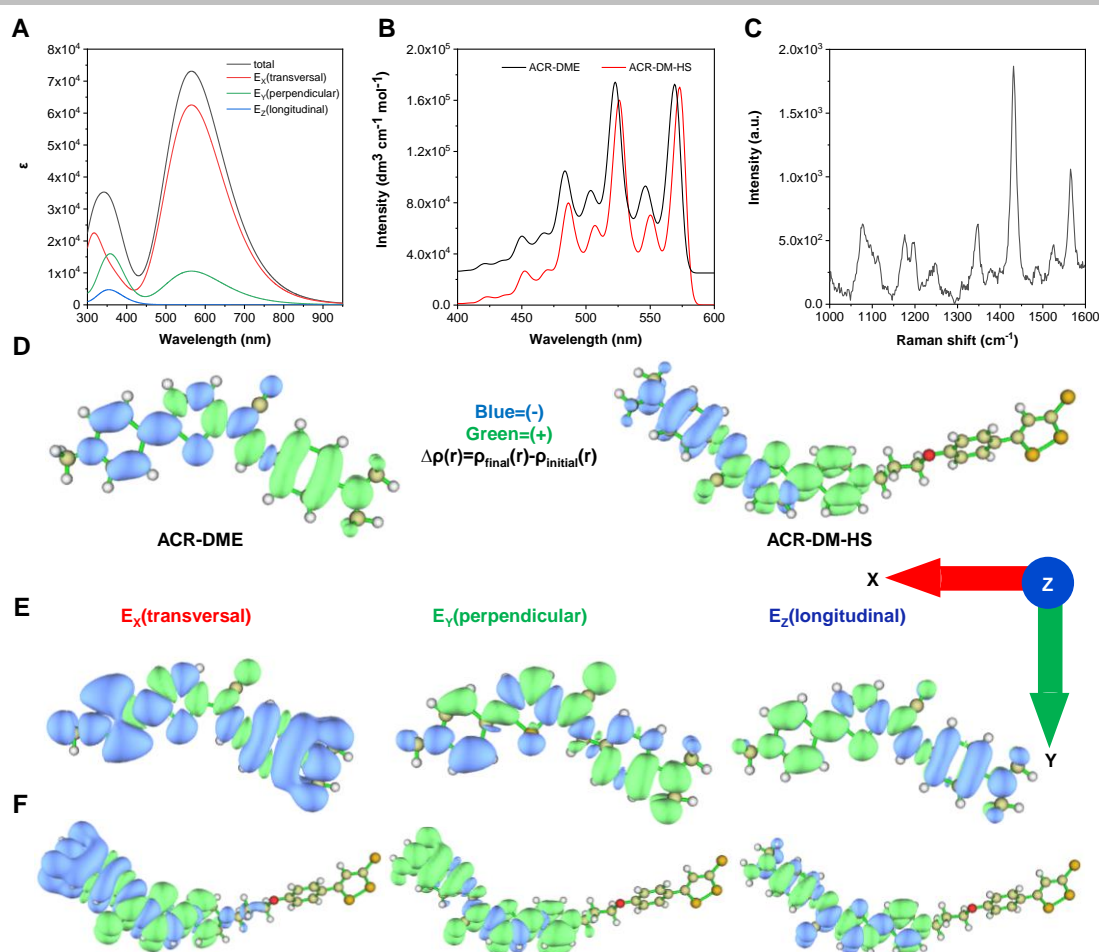 A
B
C
8x10⁴
7x10⁴
6x10⁴
5x10⁴
4x10⁴
3x10⁴
2x10⁴
1x10⁴
0
ε
total
Eₓ(transversal)
E_Y(perpendicular)
E_Z(longitudinal)
300 400 500 600 700 800 900
Wavelength (nm)
1.6x10⁵
1.2x10⁵
8.0x10⁴
4.0x10⁴
0.0
Intensity (dm³ cm⁻¹ mol⁻¹)
ACR-DME
ACR-DM-HS
400 450 500 550 600
Wavelength (nm)
2.0x10³
1.5x10³
1.0x10³
5.0x10²
0.0
Intensity (a.u.)
1000 1100 1200 1300 1400 1500 1600
Raman shift (cm⁻¹)
D
Blue=(-)
Green=(+)
Δρ(r)=ρ_final(r)-ρ_initial(r)
ACR-DME
ACR-DM-HS
X
Z
Y
E
Eₓ(transversal)
E_Y(perpendicular)
E_Z(longitudinal)
F